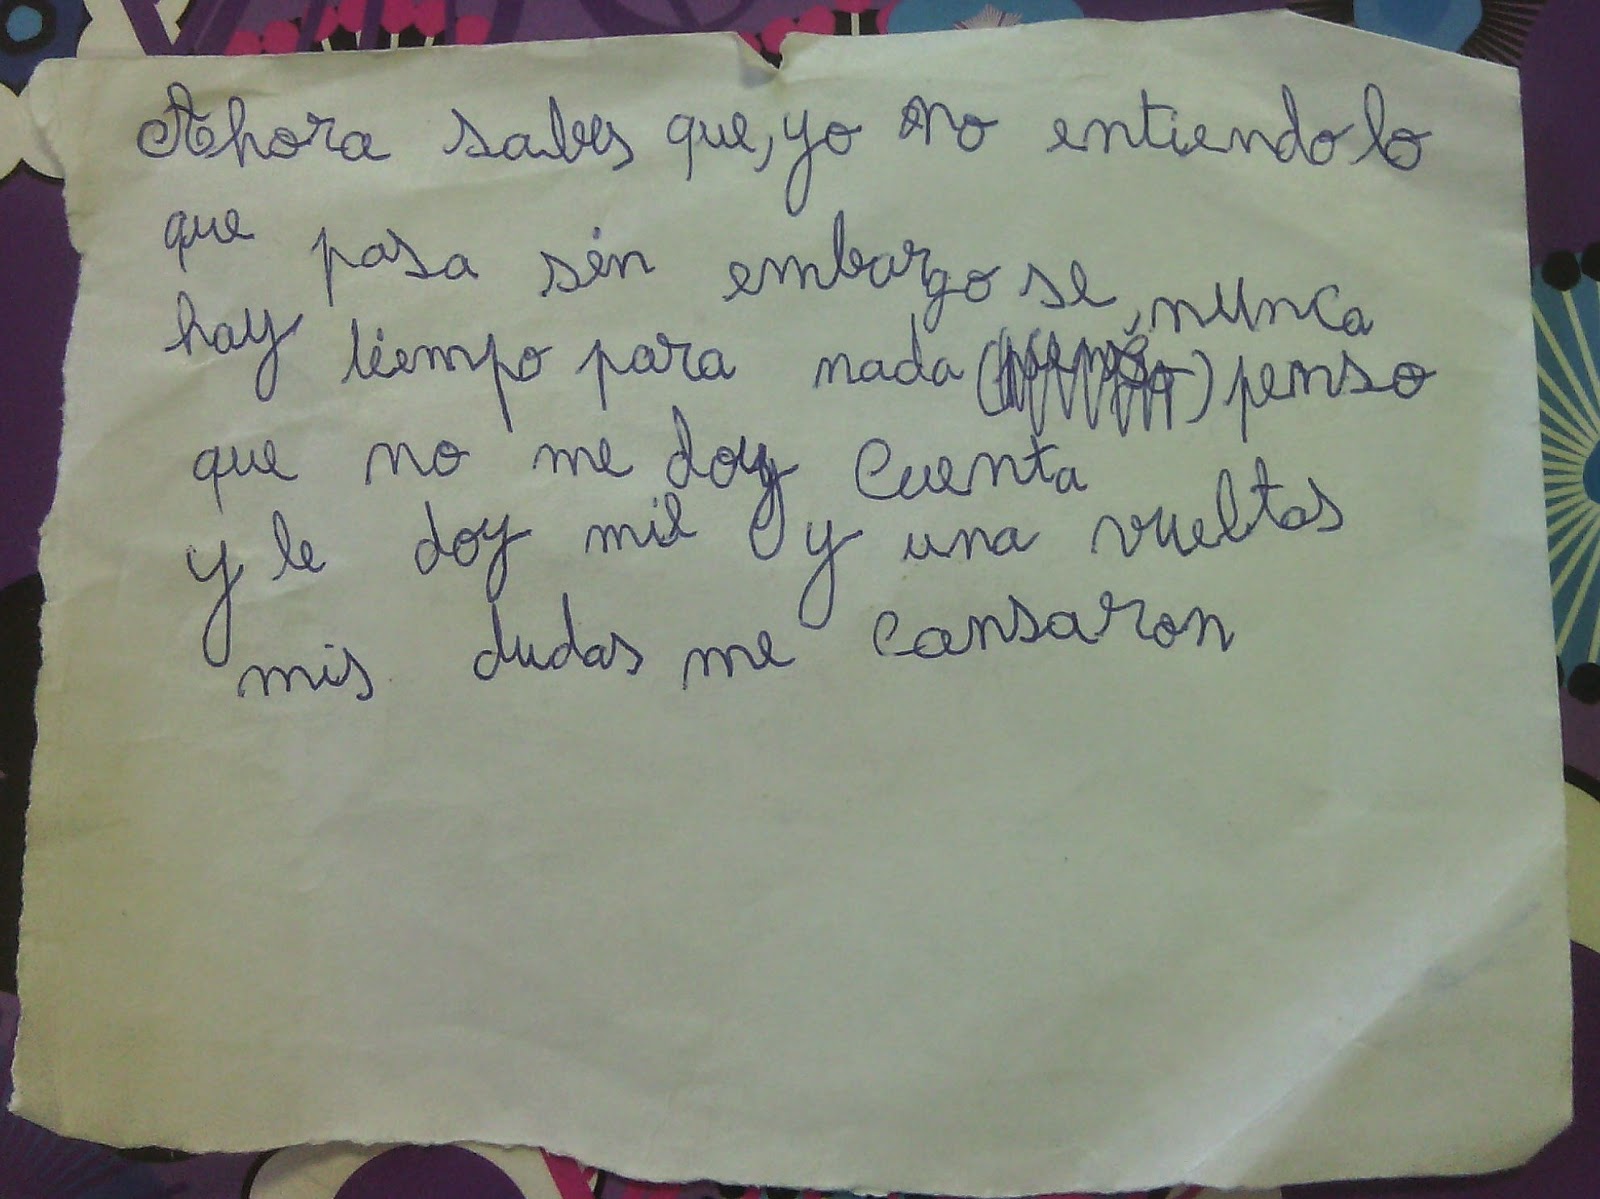 Ahora sabes que, yo no entiendo lo
que pasa sin embargo se, nunca
hay tiempo para nada () penso
que no me doy cuenta
y le doy mil y una vueltas
mis dudas me cansaron